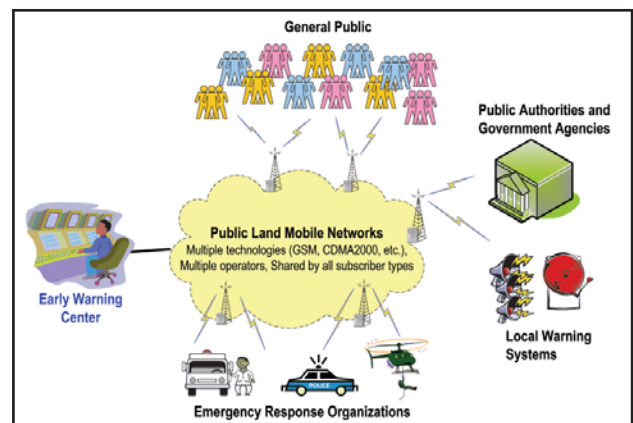 General Public
Public Authorities and
Government Agencies
Public Land Mobile Networks
Multiple technologies (GSM, CDMA2000, etc.),
Multiple operators, Shared by all subscriber types
Early Warning
Center
Local Warning
Systems
POLICE
Emergency Response Organizations